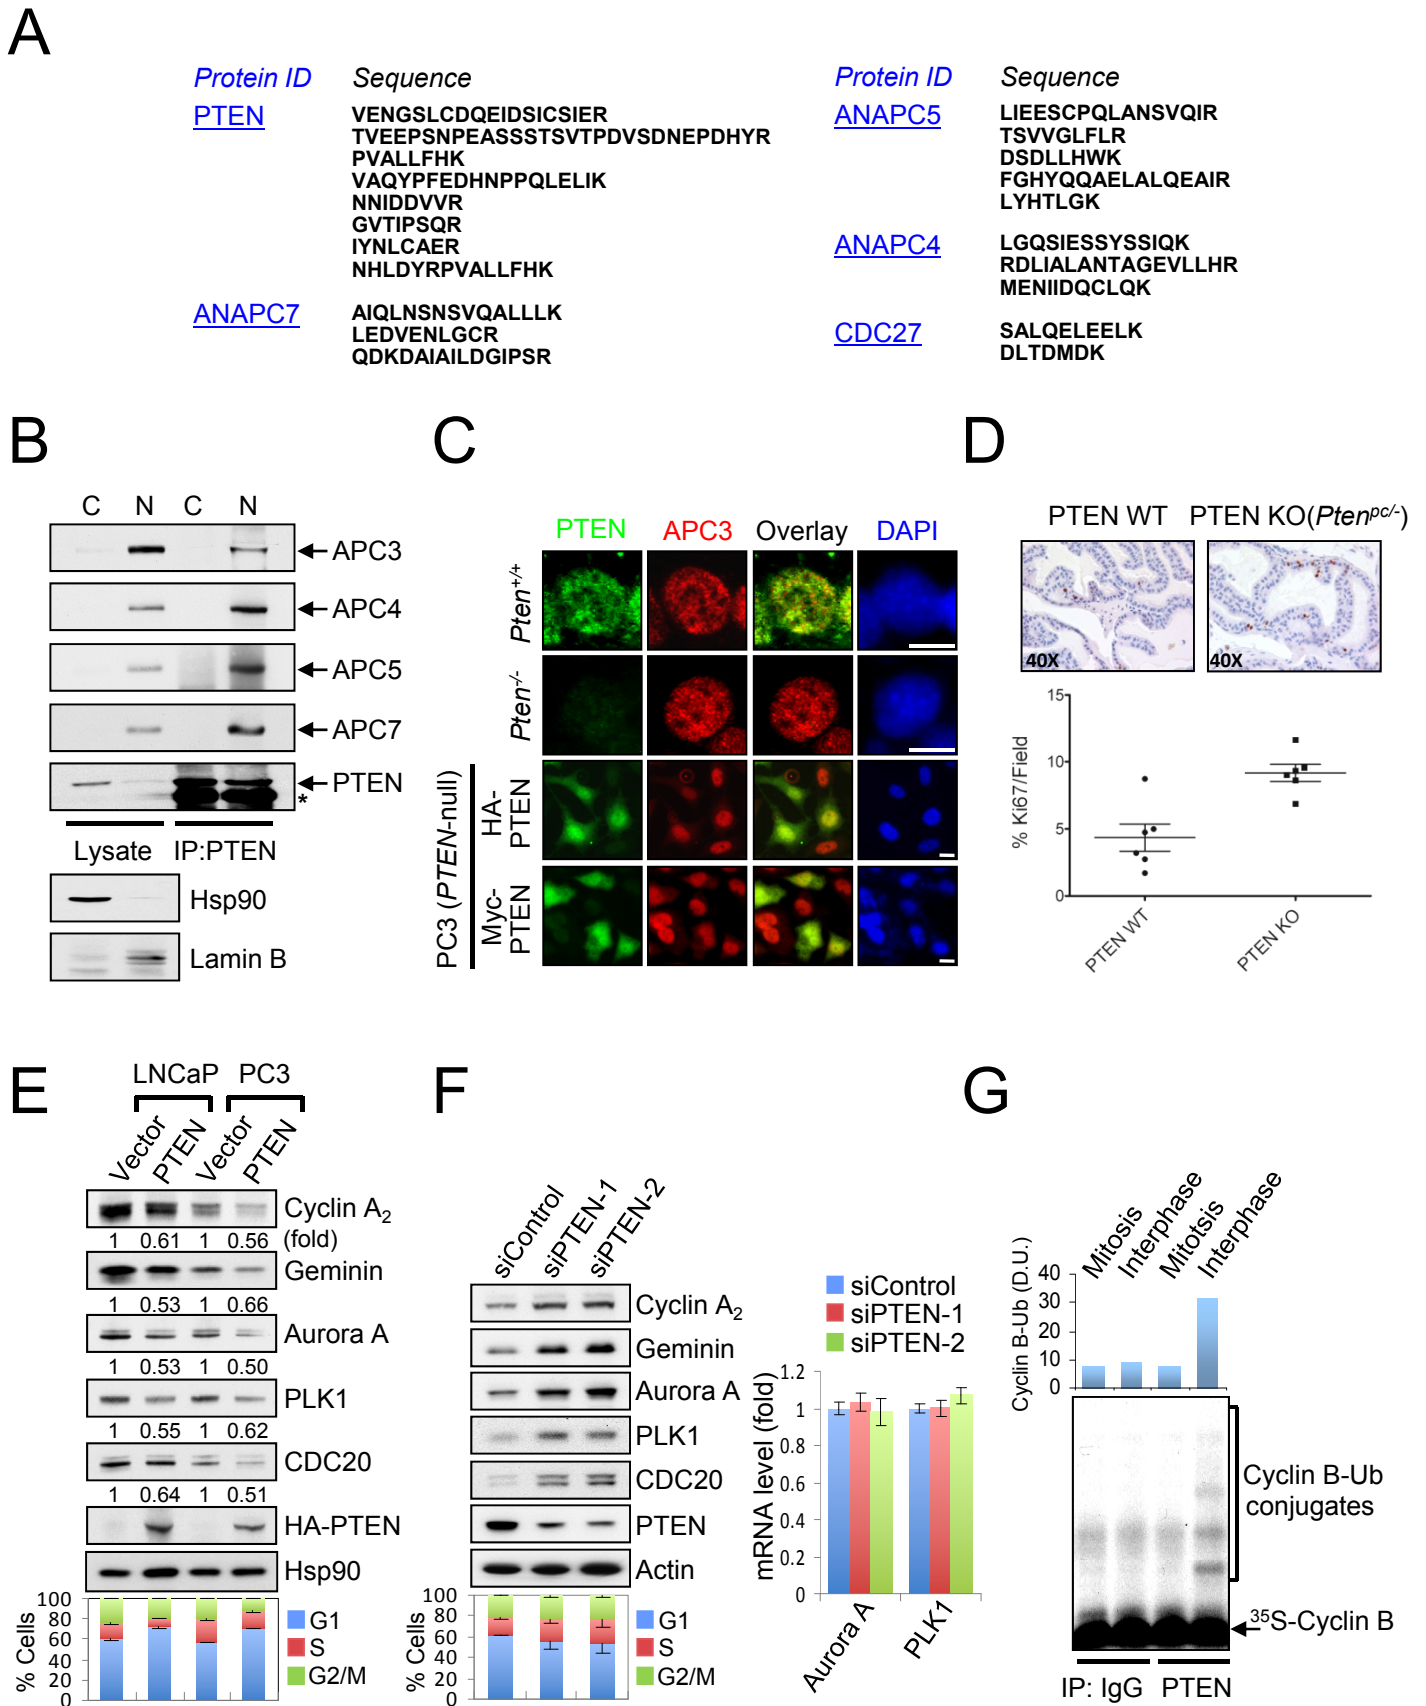 A
Protein ID Sequence
PTEN VENGSLCDQEIDSICSIER
TVEEPSNPEASSSTSVTPDVSDNEPDHYR
PVALLFHK
VAQYPFEDHNPPQLELIK
NNIDDVVR
GVTIPSQR
IYNLCAER
NHLDYRPVALLFHK
ANAPC7 AIQLNSNSVQALLLK
LEDVENLGCR
QDKDAIAILDGIPSR
Protein ID Sequence
ANAPC5 LIEESCPQLANSVQIR
TSVVGLFLR
DSDLLHWK
FGHYQQAELALQEAIR
LYHTLGK
ANAPC4 LGQSIESSYSSIQK
RDLIALANTAGEVLLHR
MENIIDQCLQK
CDC27 SALQELEELK
DLTDMDK
B
C N C N
APC3
APC4
APC5
APC7
PTEN
*
Lysate IP:PTEN
Hsp90
Lamin B
C
PTEN APC3 Overlay DAPI
Pten+/+
Pten-/-
PC3 (PTEN-null)
HA-PTEN
Myc-PTEN
D
PTEN WT PTEN KO(Ptenpc/-)
40X 40X
% Ki67/Field
15
10
5
0
PTEN WT PTEN KO
E
LNCaP PC3
Vector PTEN Vector PTEN
Cyclin A2
1 0.61 1 0.56 (fold)
Geminin
1 0.53 1 0.66
Aurora A
1 0.53 1 0.50
PLK1
1 0.55 1 0.62
CDC20
1 0.64 1 0.51
HA-PTEN
Hsp90
% Cells
100
80
60
40
20
0
G1
S
G2/M
F
siControl siPTEN-1 siPTEN-2
Cyclin A2
Geminin
Aurora A
PLK1
CDC20
PTEN
Actin
% Cells
100
80
60
40
20
0
G1
S
G2/M
siControl
siPTEN-1
siPTEN-2
mRNA level (fold)
1.2
1
0.8
0.6
0.4
0.2
0
Aurora A PLK1
G
Mitosis Interphase Mitotsis Interphase
Cyclin B-Ub (D.U.)
40
30
20
10
0
Cyclin B-Ub
conjugates
35S-Cyclin B
IP: IgG PTEN